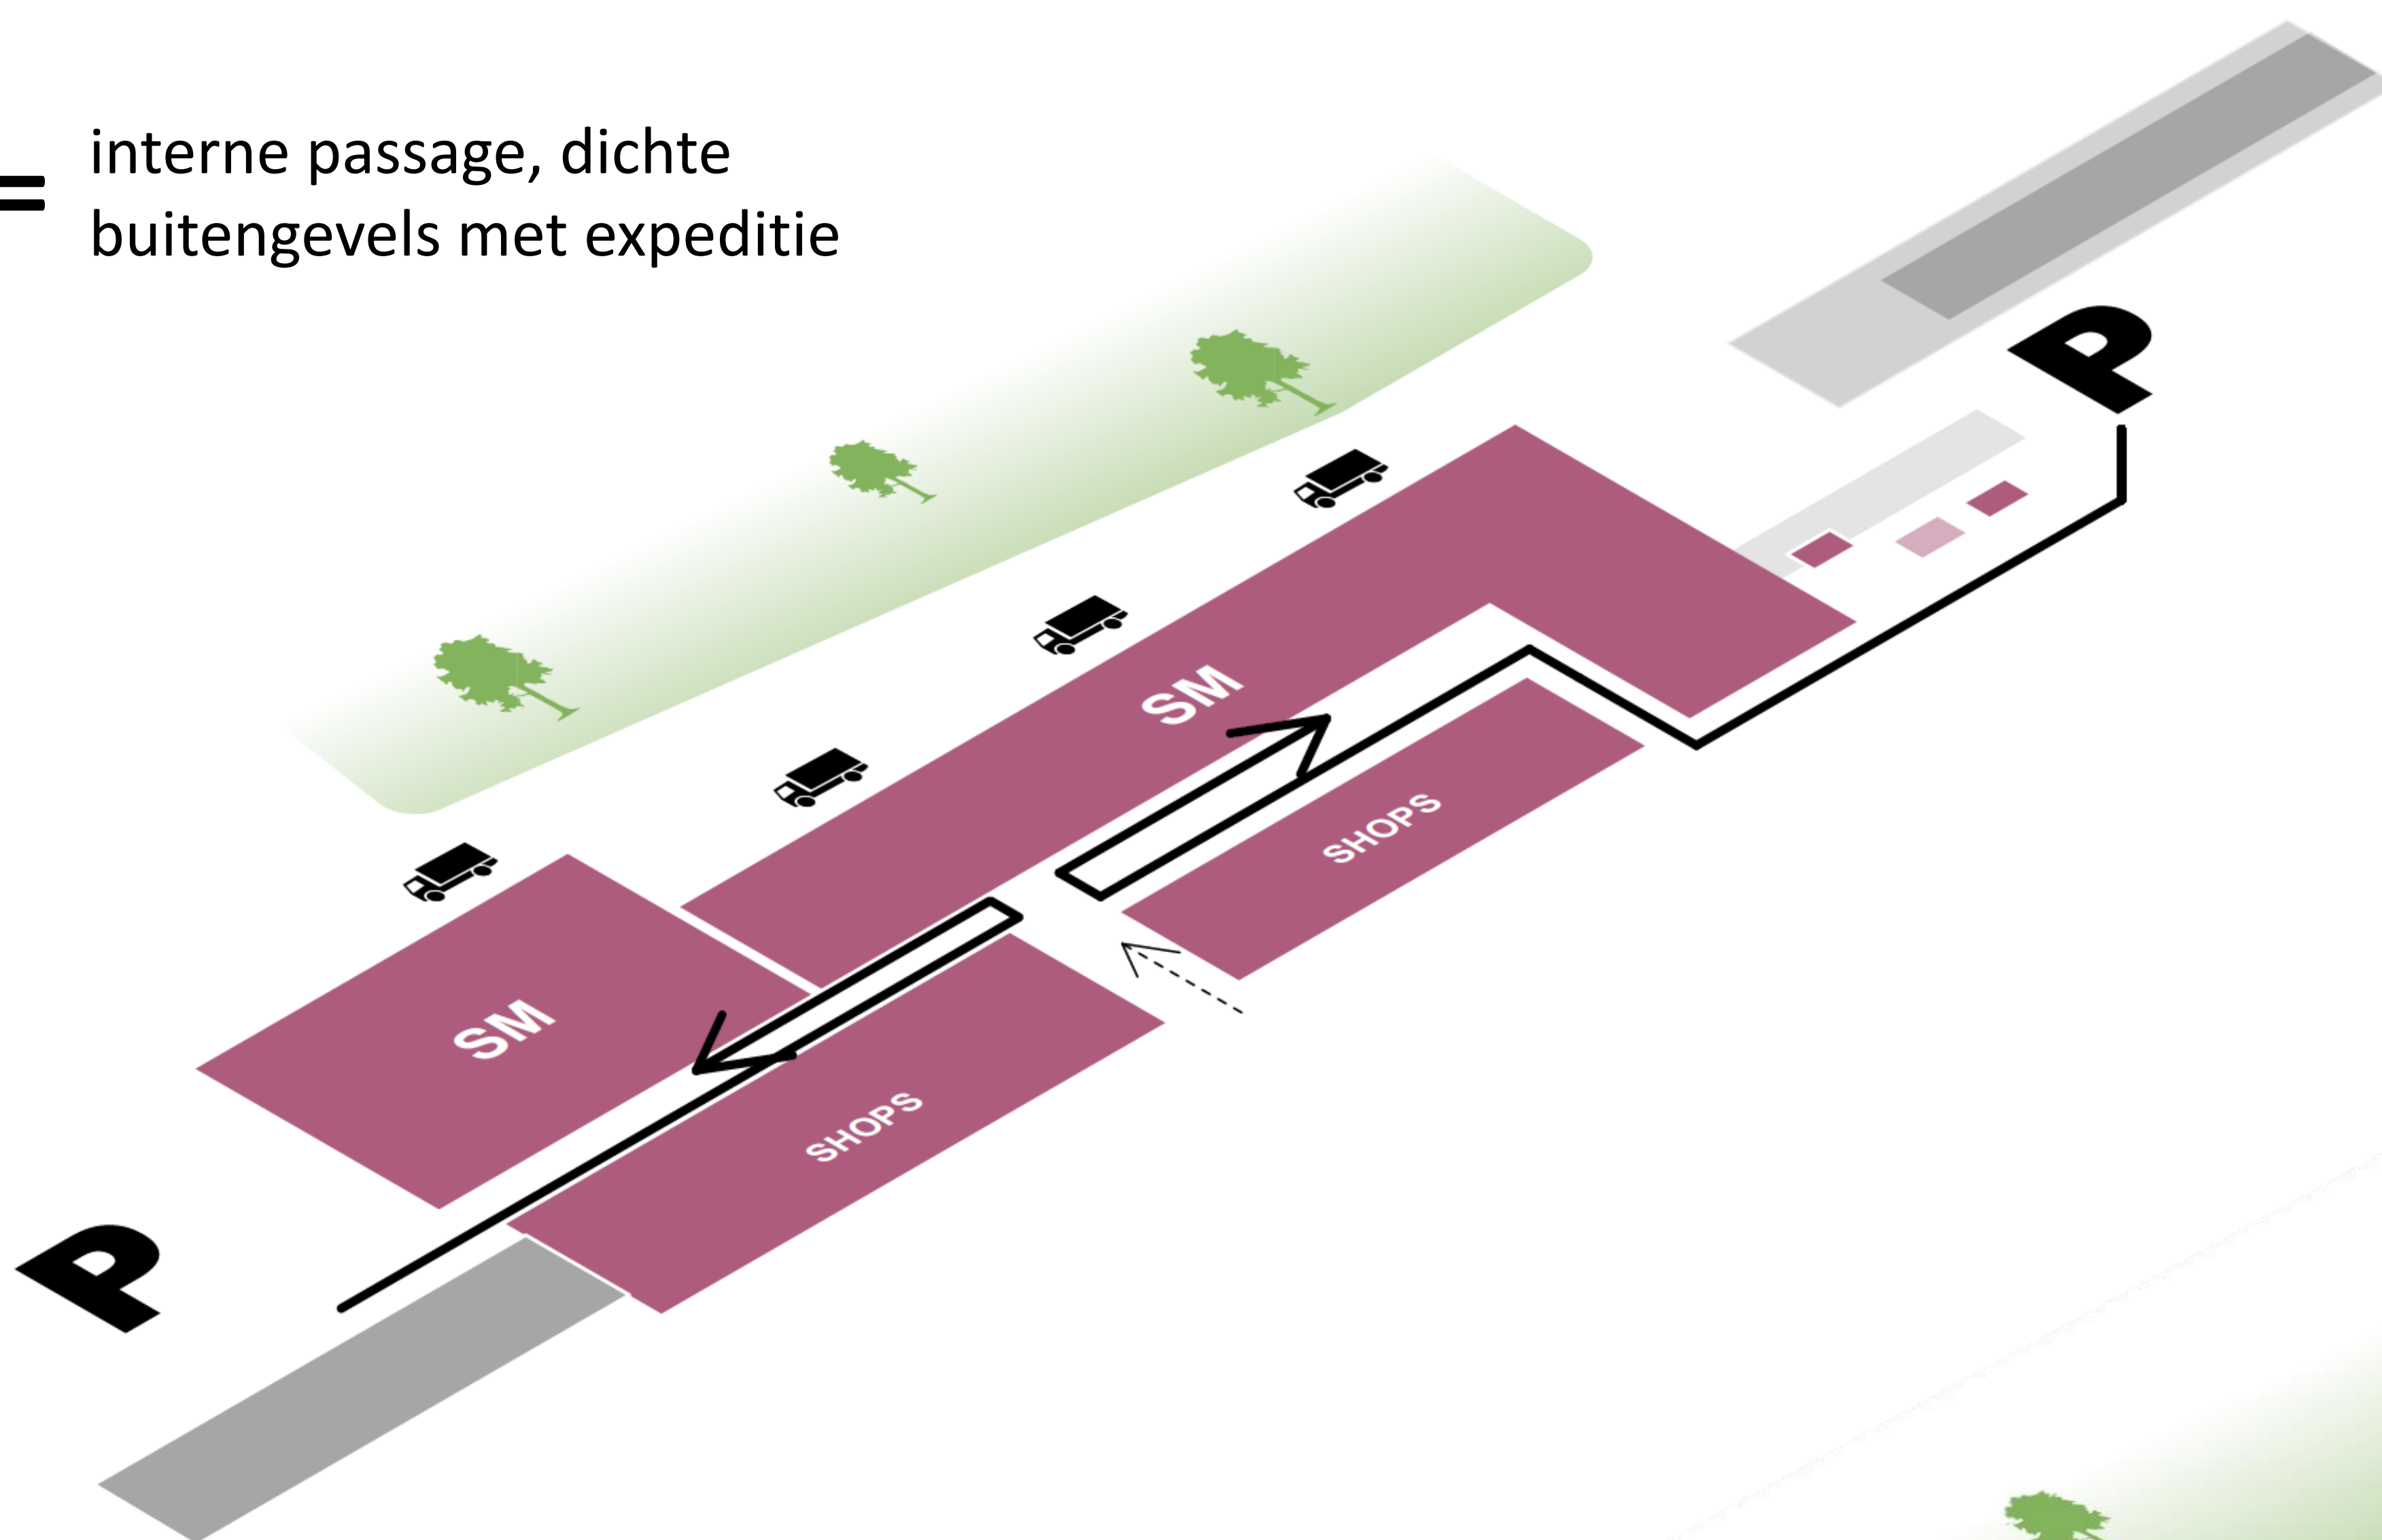 = interne passage, dichte
buitengevels met expeditie
P
SM
SHOPS
SM
SHOPS
P